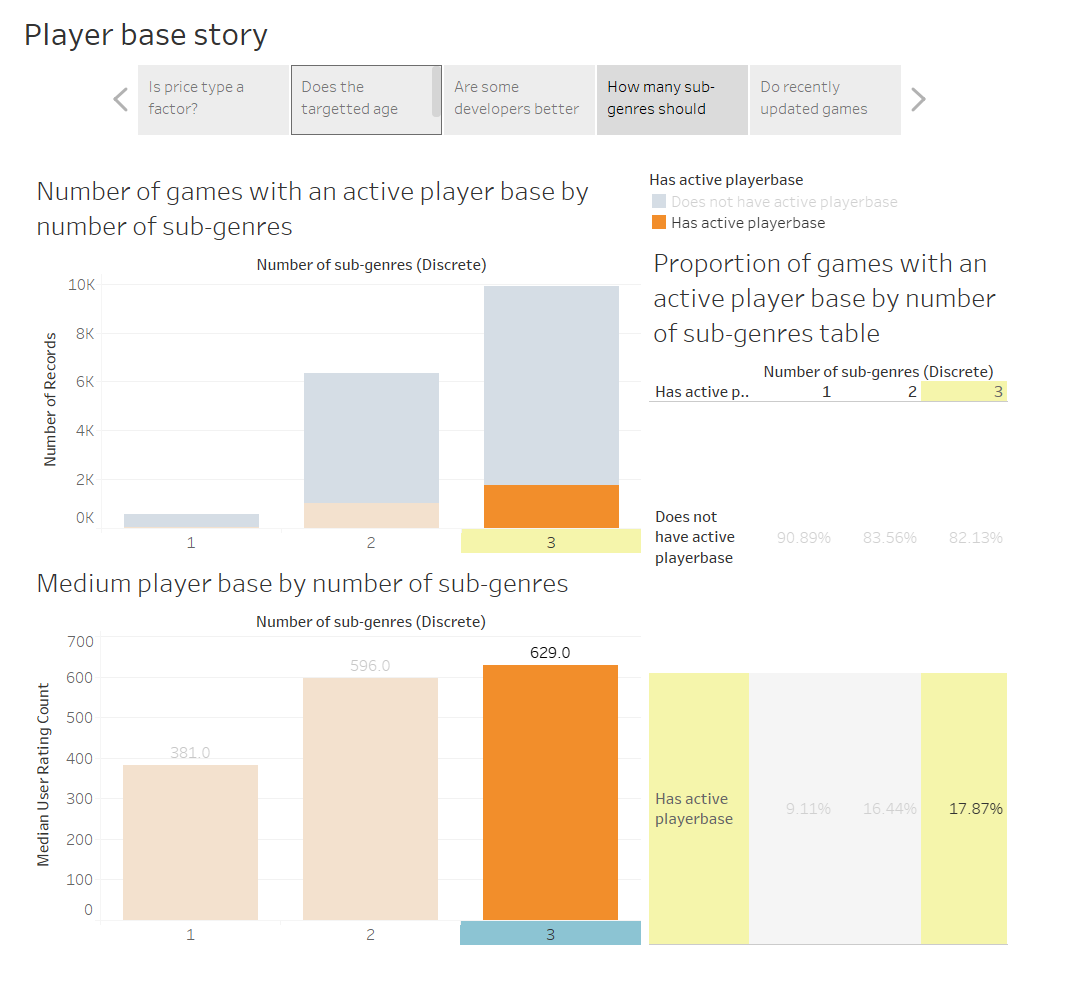 Player base story
Is price type a
factor?
Does the
targetted age
Are some
developers better
How many sub-
genres should
Do recently
updated games
Number of games with an active player base by
number of sub-genres
Number of sub-genres (Discrete)
10K
8K
6K
4K
2K
0K
Number of Records
1
2
3
Medium player base by number of sub-genres
Number of sub-genres (Discrete)
700
600
500
400
300
200
100
0
Median User Rating Count
381.0
596.0
629.0
1
2
3
Has active playerbase
Does not have active playerbase
Has active playerbase
Proportion of games with an
active player base by number
of sub-genres table
Number of sub-genres (Discrete)
Has active p.. 1 2 3
Does not
have active
playerbase
90.89% 83.56% 82.13%
Has active
playerbase
9.11% 16.44% 17.87%